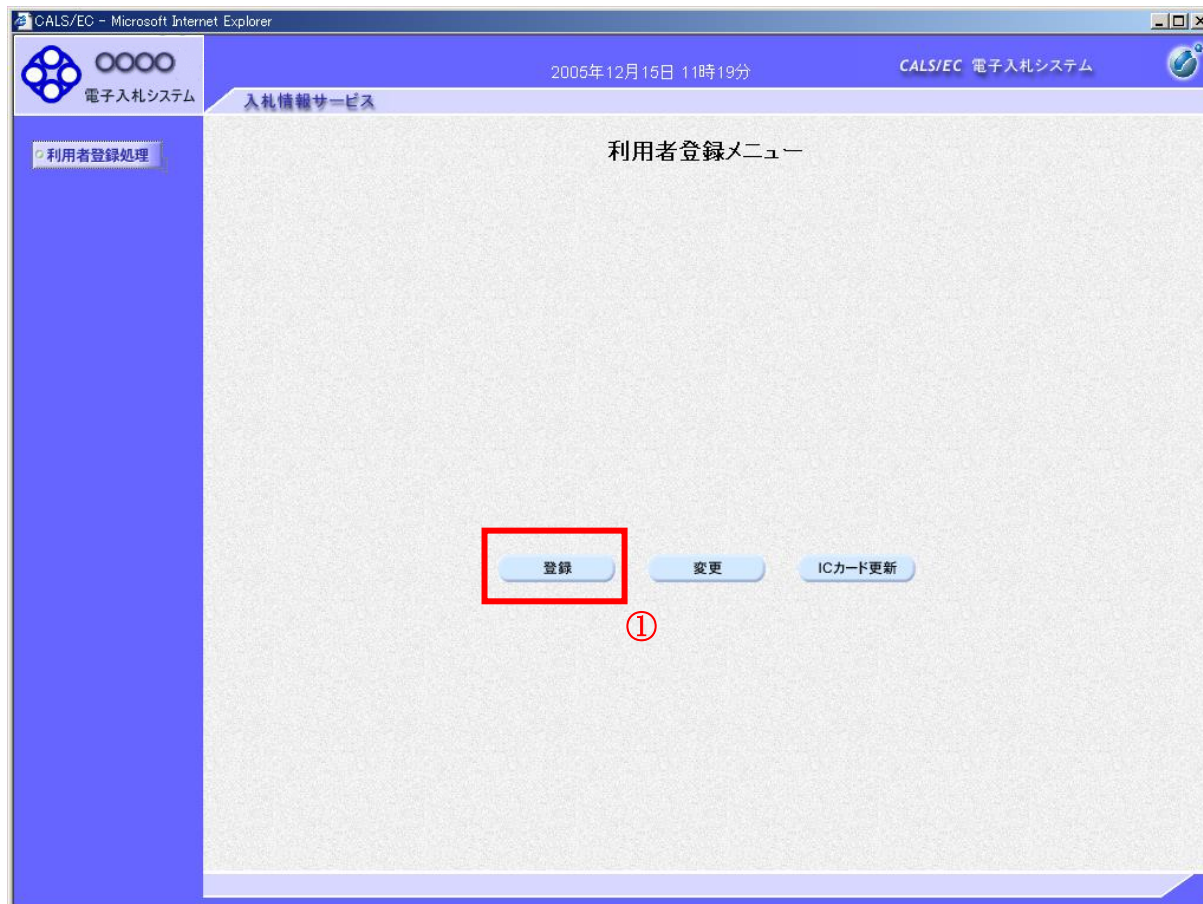 CALS/EC - Microsoft Internet Explorer
○○○○
電子入札システム
2005年12月15日 11時19分
CALS/EC 電子入札システム
入札情報サービス
利用者登録処理
利用者登録メニュー
登録
変更
ICカード更新
①